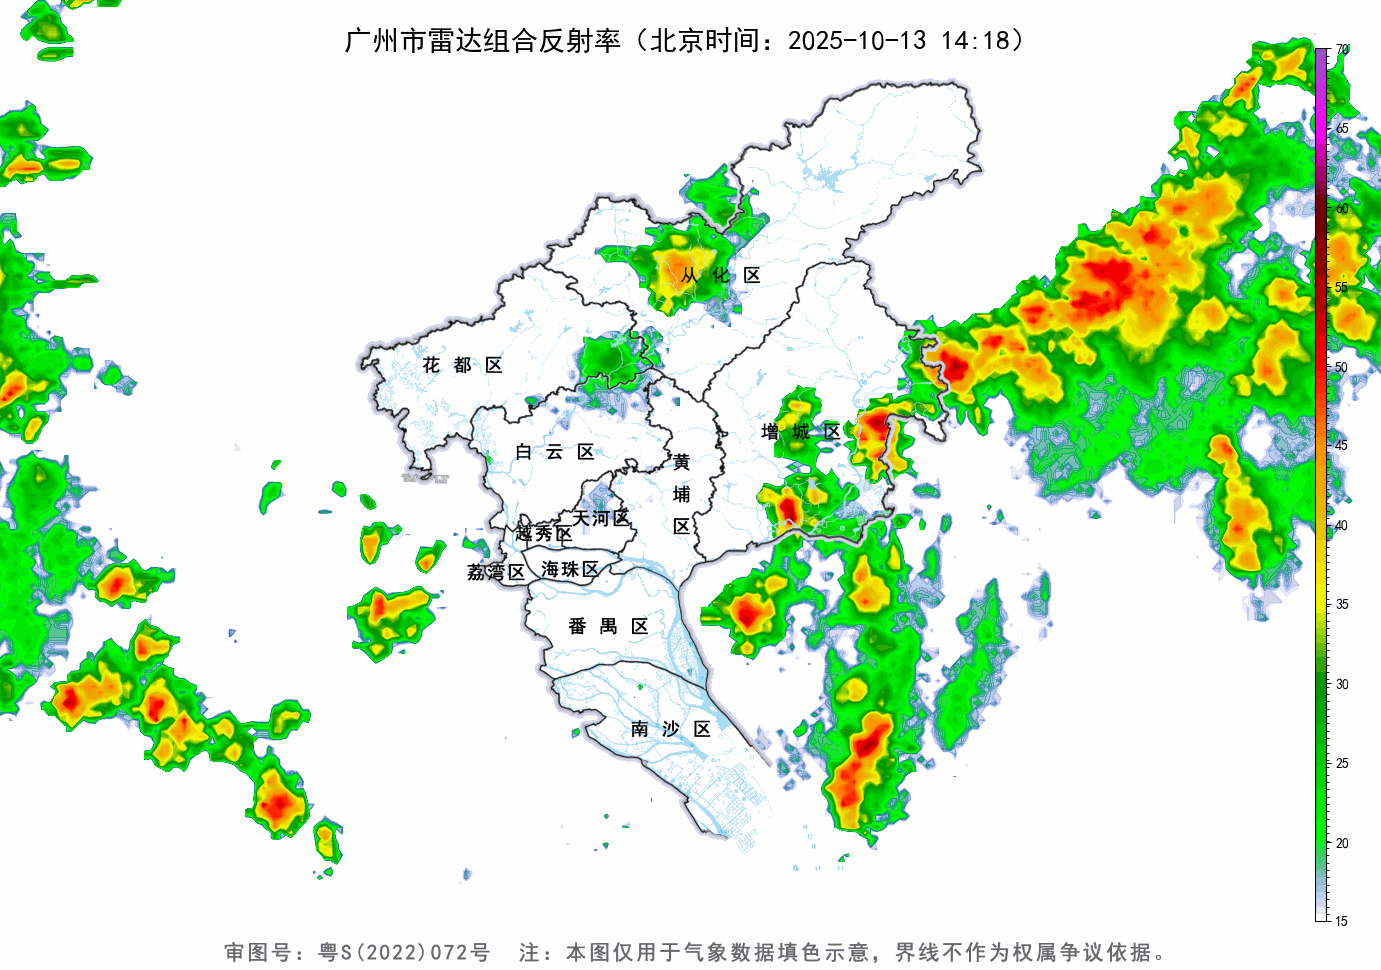 广州市雷达组合反射率（北京时间：2025-10-13 14:18）
70
65
60
55
50
45
40
35
30
25
20
15
从化区
花都区
增城区
白云区
黄埔区
天河区
越秀区
海珠区
荔湾区
番禺区
南沙区
审图号：粤S(2022)072号 注：本图仅用于气象数据填色示意，界线不作为权属争议依据。